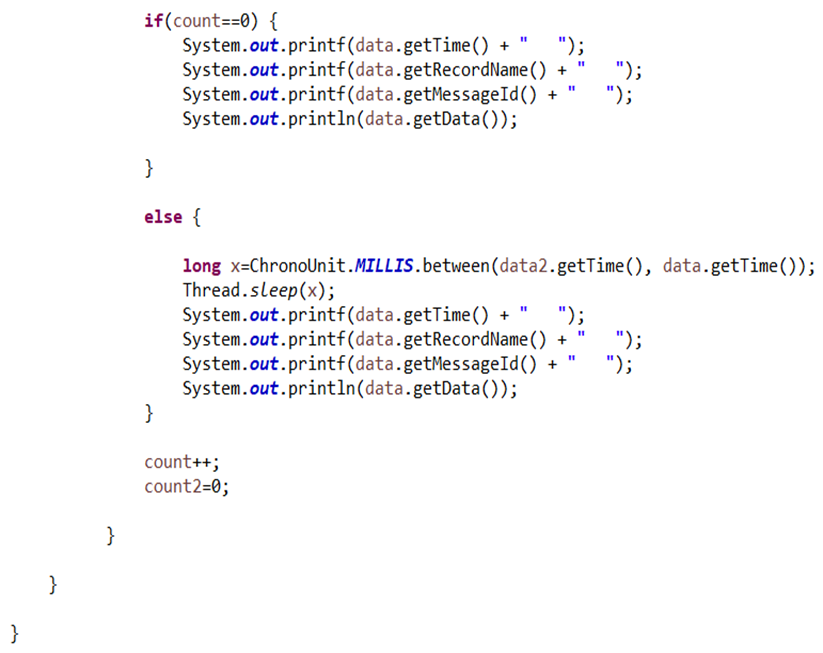 if(count==0) {
System.out.printf(data.getTime() + "   ");
System.out.printf(data.getRecordName() + "   ");
System.out.printf(data.getMessageId() + "   ");
System.out.println(data.getData());
}
else {
long x=ChronoUnit.MILLIS.between(data2.getTime(), data.getTime());
Thread.sleep(x);
System.out.printf(data.getTime() + "   ");
System.out.printf(data.getRecordName() + "   ");
System.out.printf(data.getMessageId() + "   ");
System.out.println(data.getData());
}
count++;
count2=0;
}
}
}